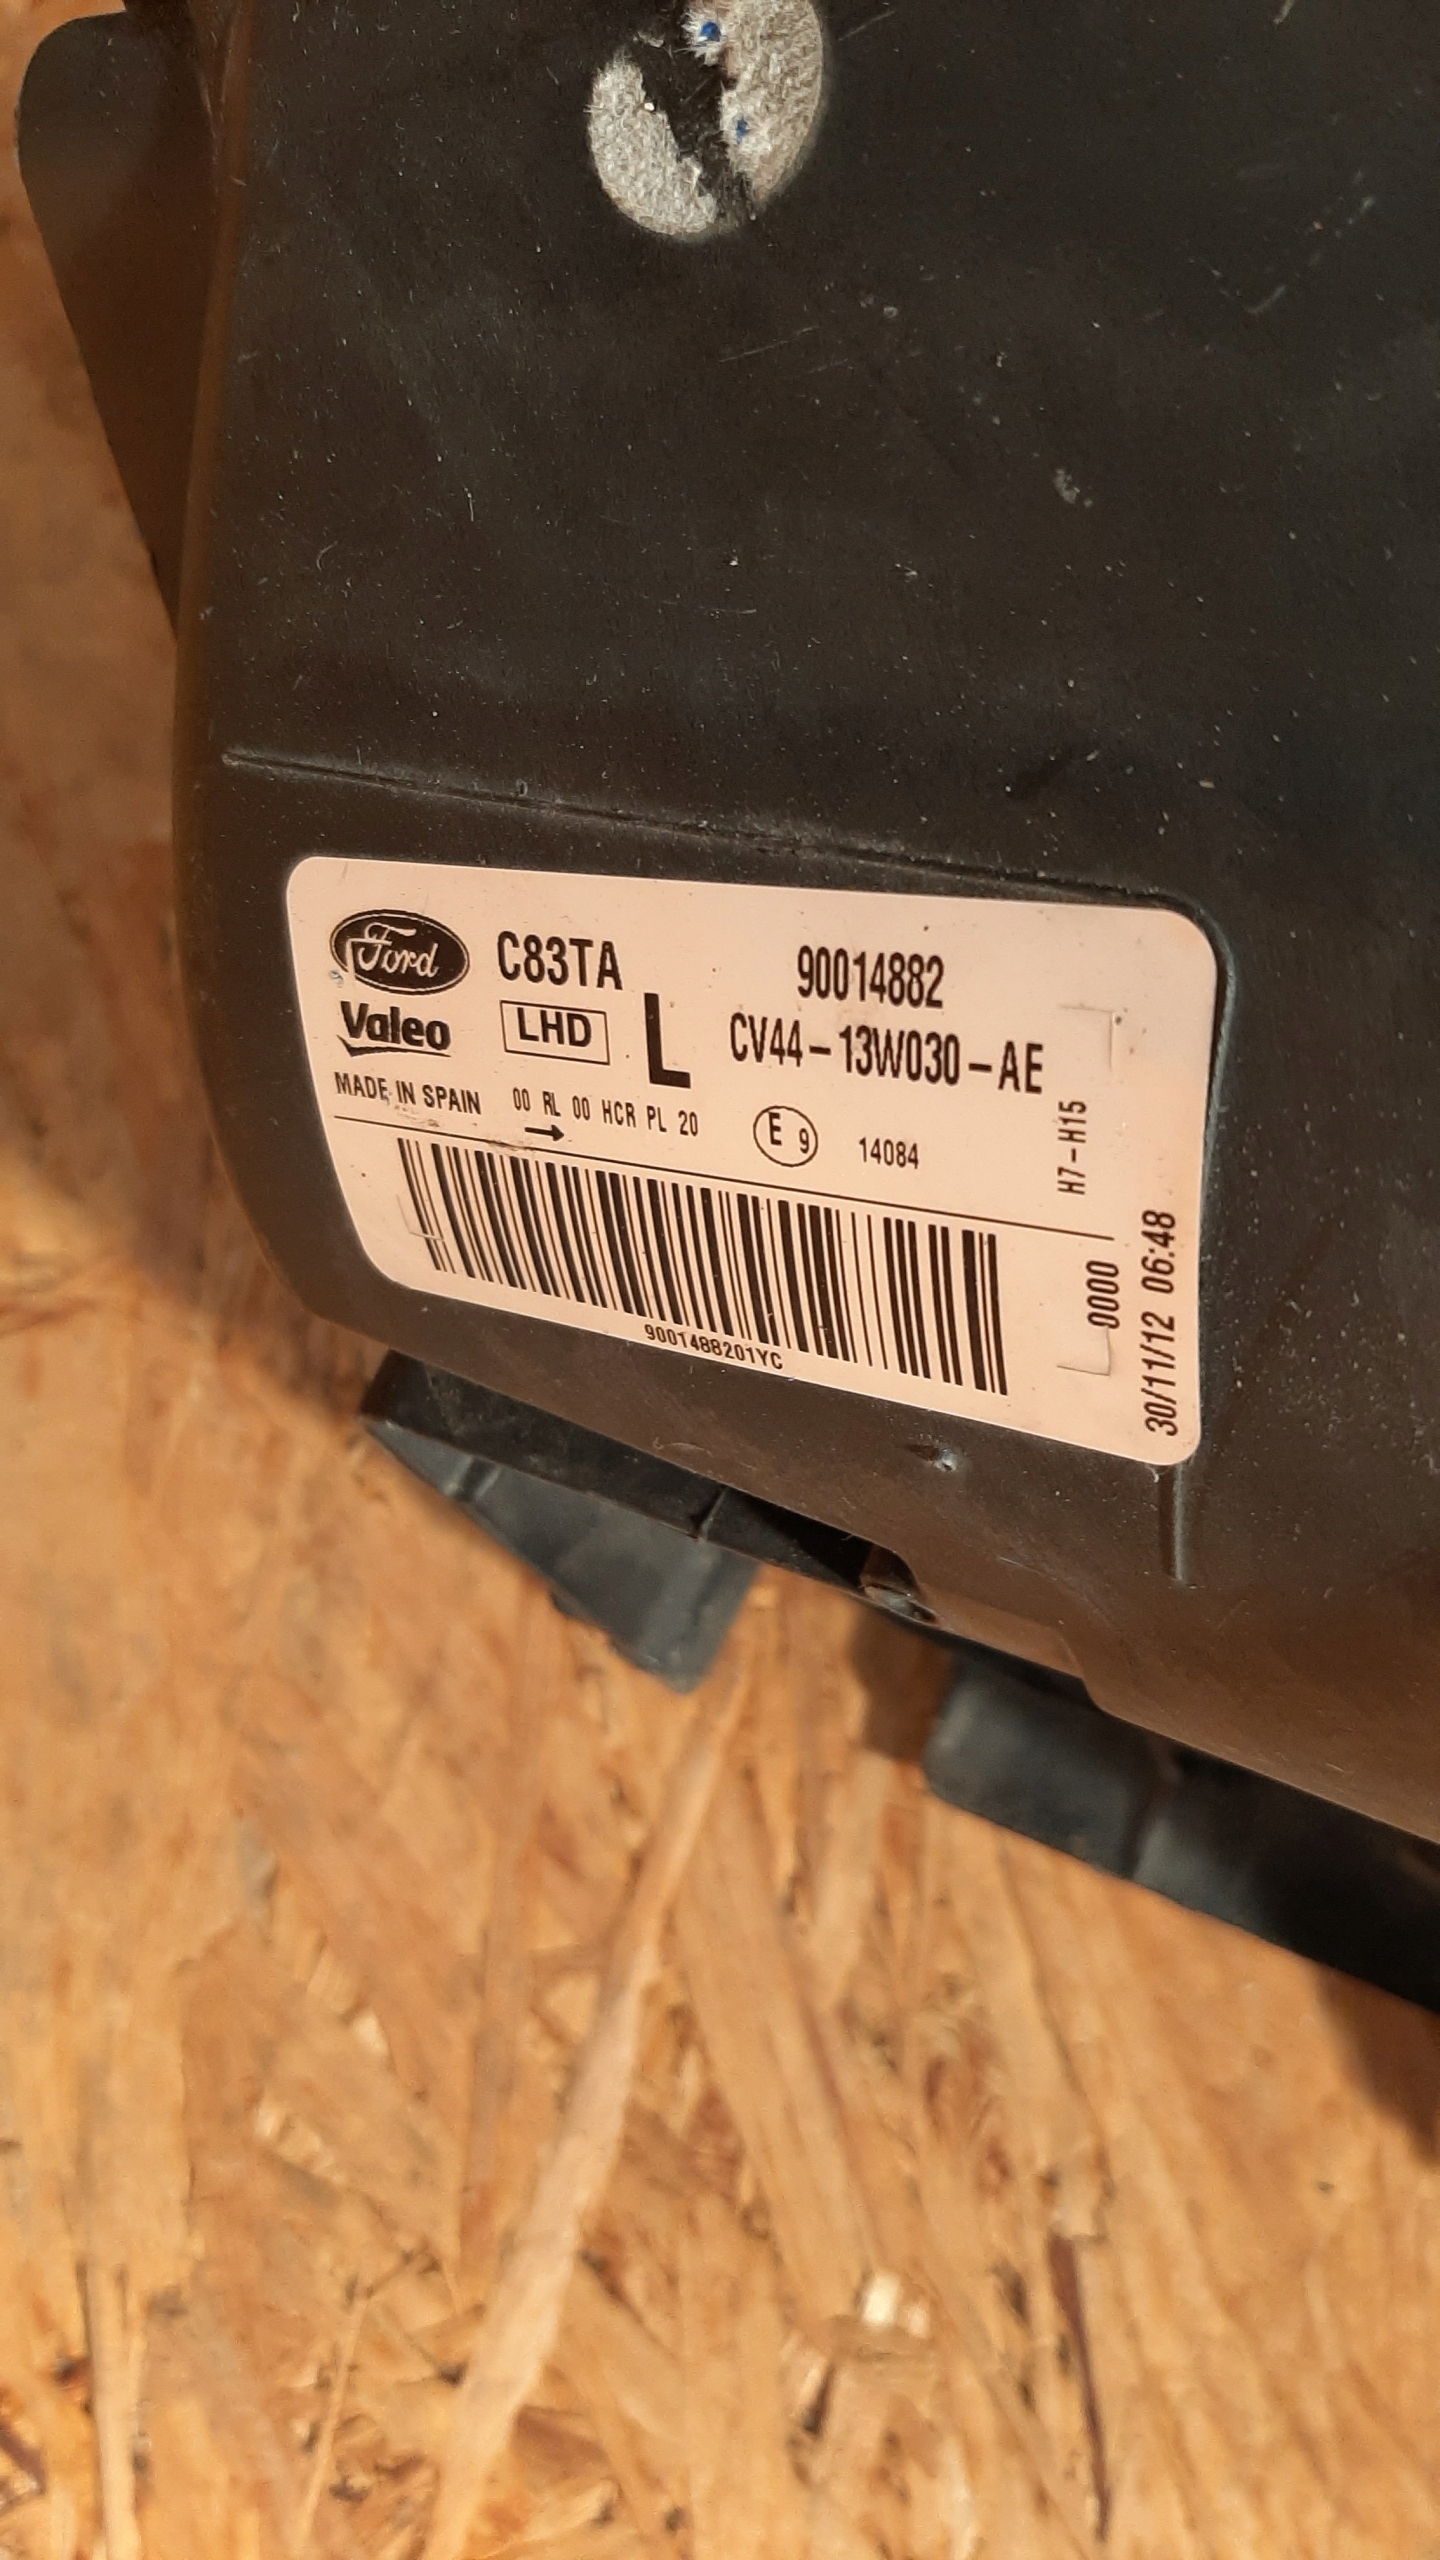 Ford C83TA 90014882
Valeo LHD L CV44-13W030-AE
MADE IN SPAIN 00 RL 00 HCR PL 20 E 9 14084
→
H7-H15
9001488201YC
0000
30/11/12 06:48